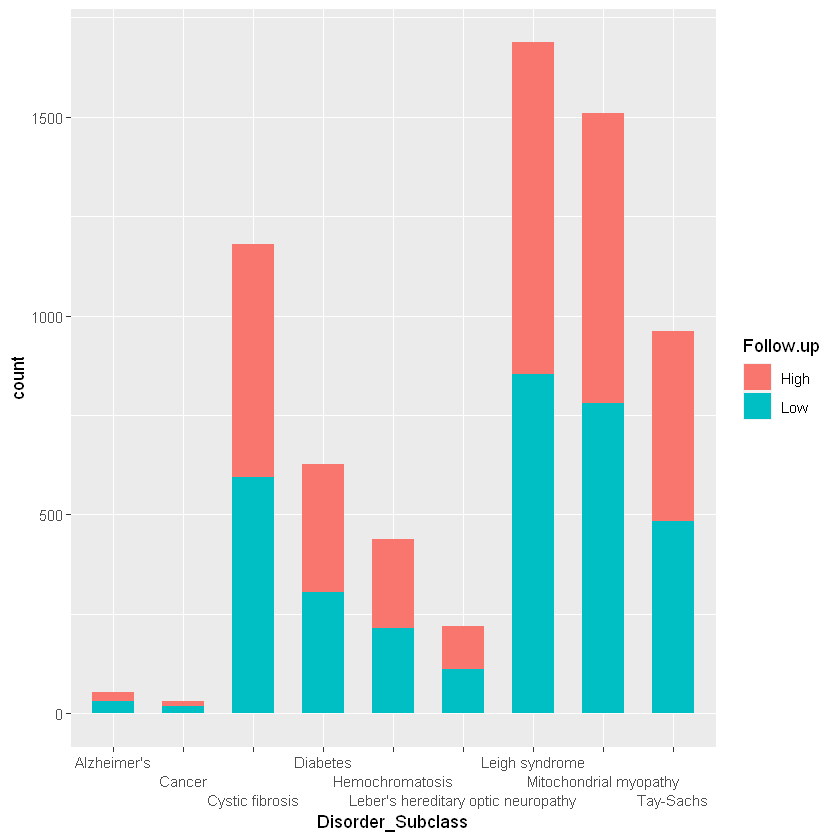 1500
1000
500
0
count
Follow.up
High
Low
Alzheimer's
Diabetes
Leigh syndrome
Cancer
Hemochromatosis
Mitochondrial myopathy
Cystic fibrosis
Leber's hereditary optic neuropathy
Tay-Sachs
Disorder_Subclass